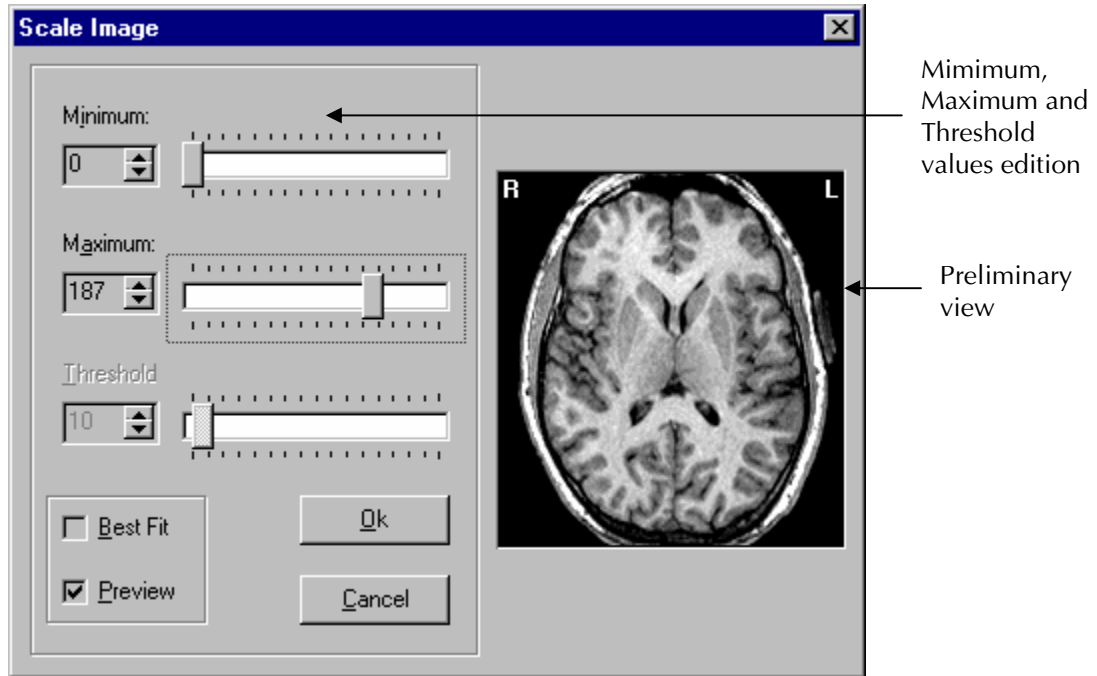 Scale Image
Minimum:
0
Maximum:
187
Threshold
10
Best Fit
Preview
Ok
Cancel
R
L
Mimimum,
Maximum and
Threshold
values edition
Preliminary
view